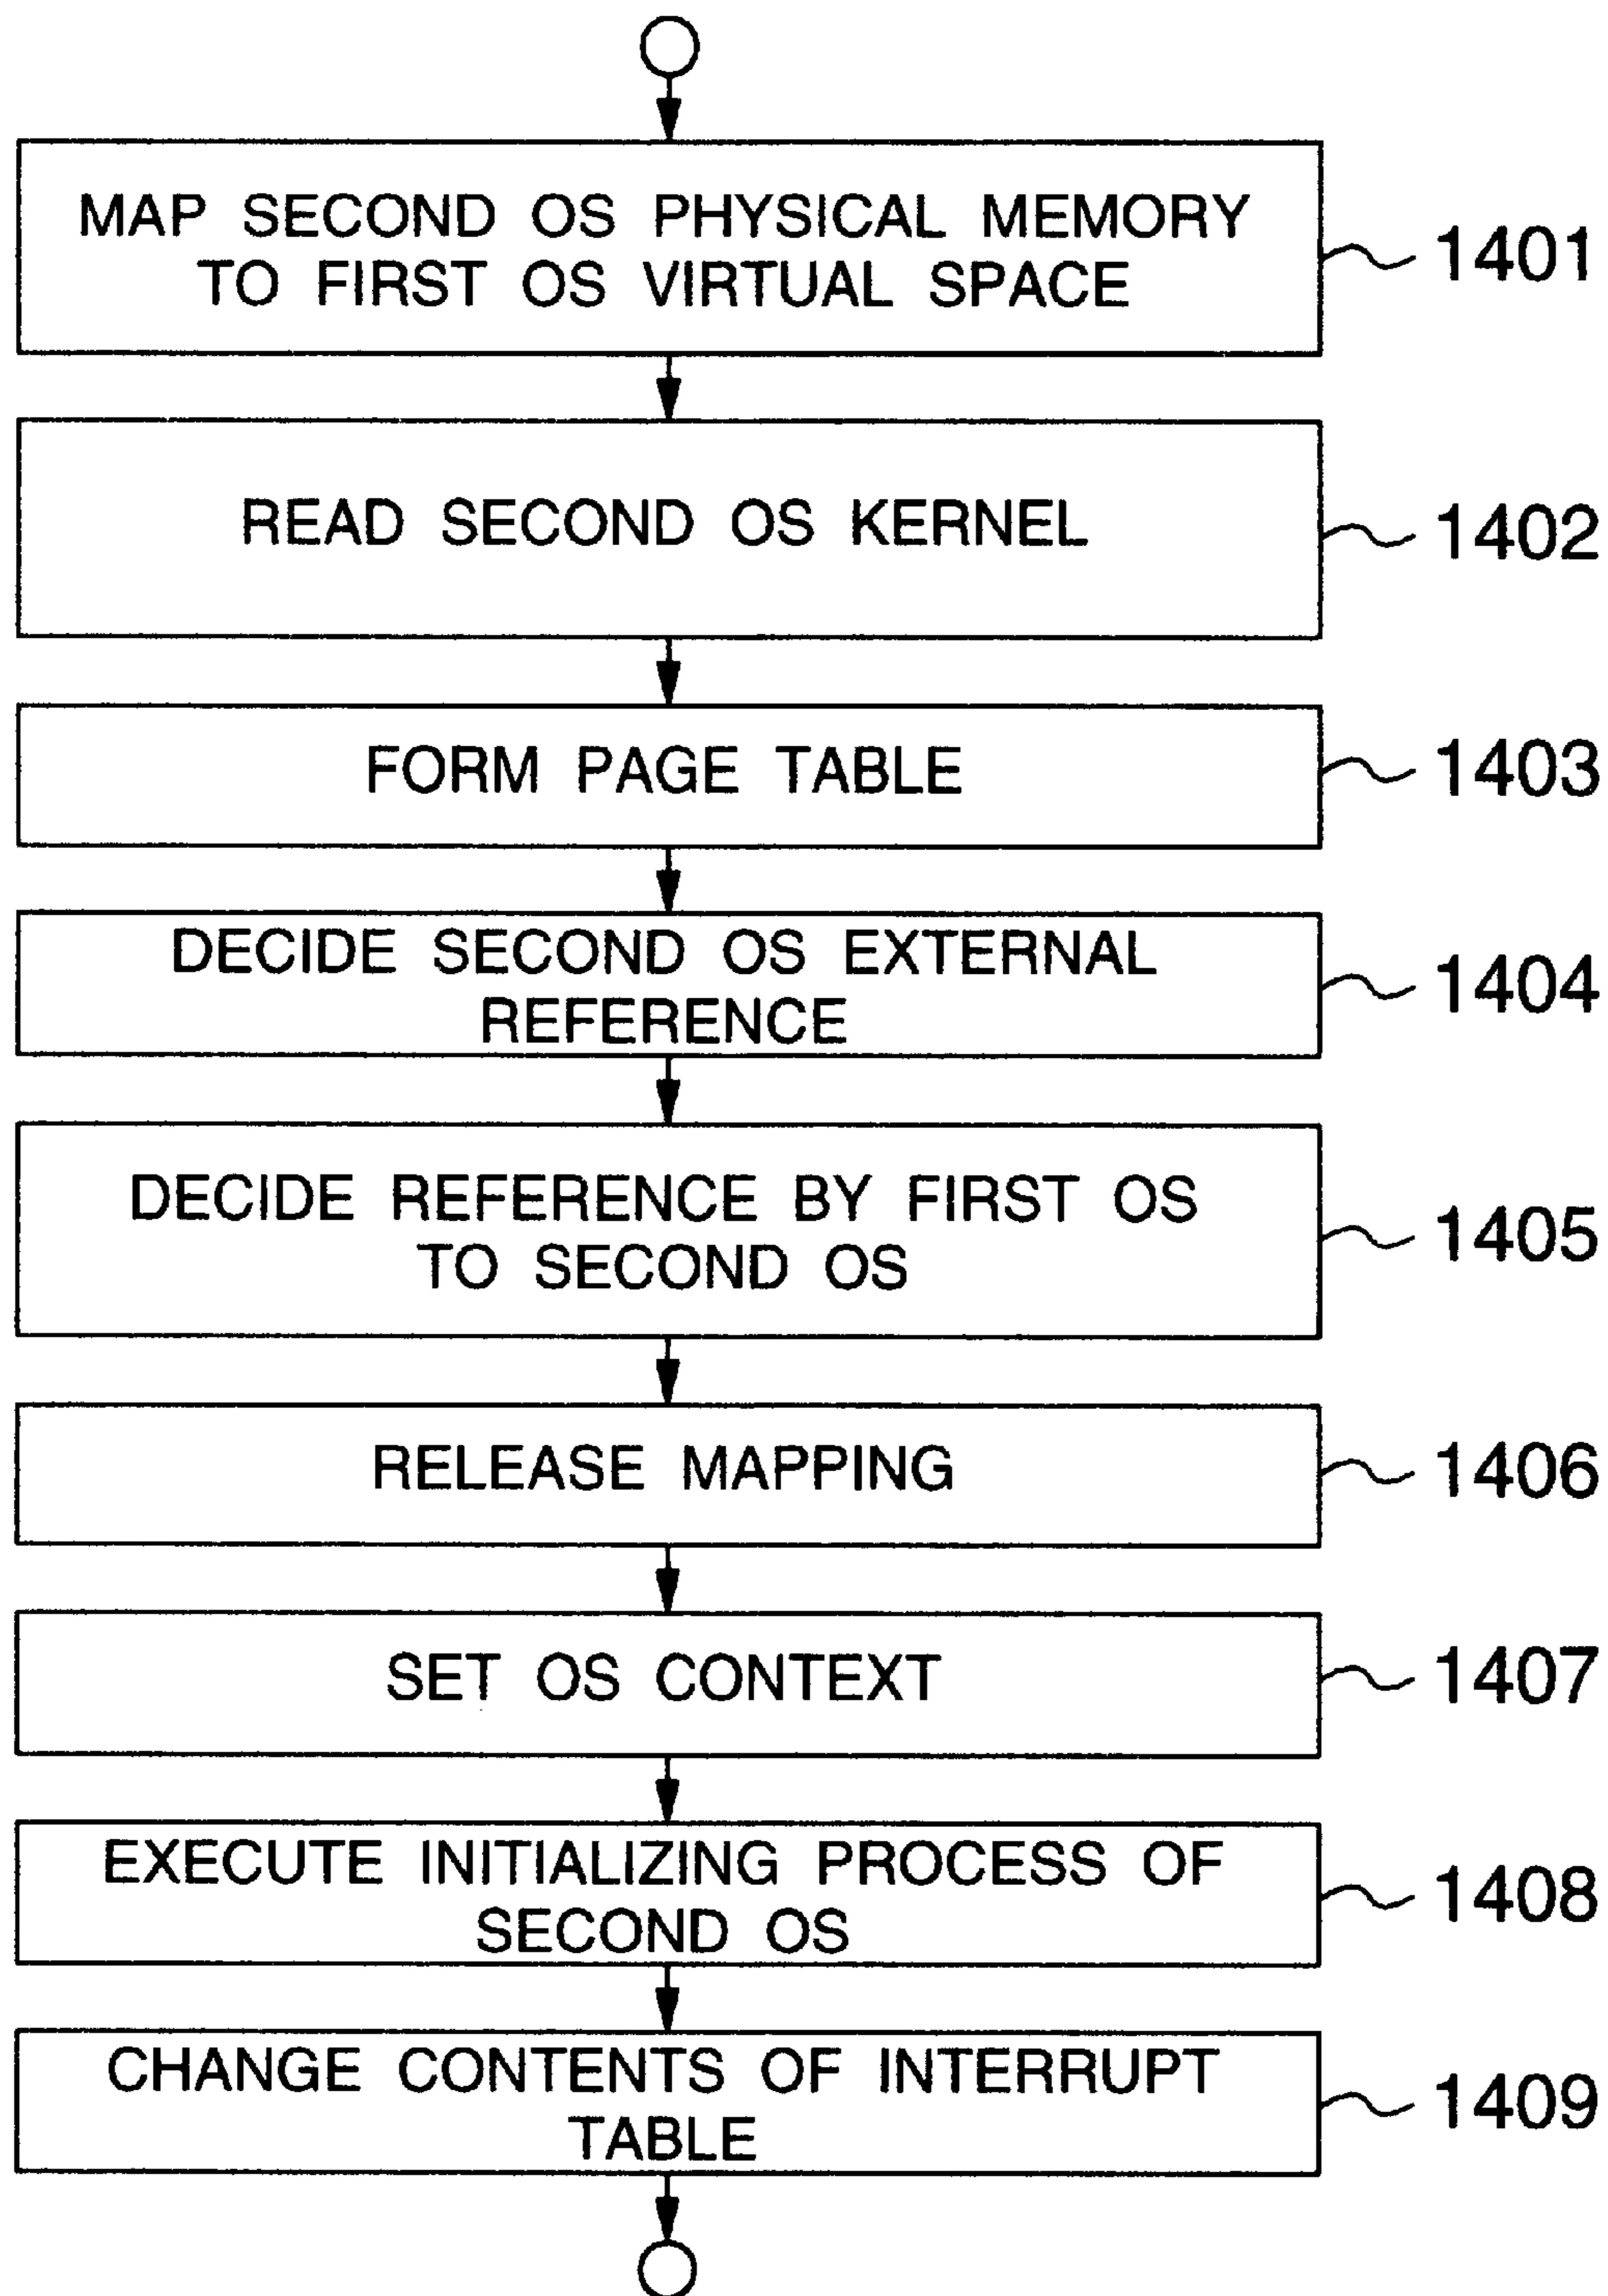 MAP SECOND OS PHYSICAL MEMORY
TO FIRST OS VIRTUAL SPACE
1401
READ SECOND OS KERNEL
1402
FORM PAGE TABLE
1403
DECIDE SECOND OS EXTERNAL
REFERENCE
1404
DECIDE REFERENCE BY FIRST OS
TO SECOND OS
1405
RELEASE MAPPING
1406
SET OS CONTEXT
1407
EXECUTE INITIALIZING PROCESS OF
SECOND OS
1408
CHANGE CONTENTS OF INTERRUPT
TABLE
1409